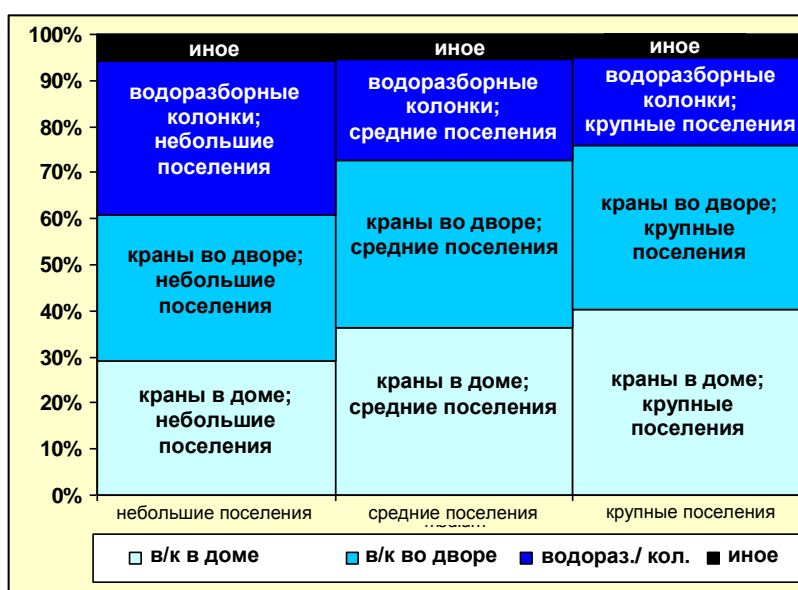 100%
90%
80%
70%
60%
50%
40%
30%
20%
10%
0%
иное
водоразборные
колонки;
небольшие
поселения
краны во дворе;
небольшие
поселения
краны в доме;
небольшие
поселения
иное
водоразборные
колонки;
средние поселения
краны во дворе;
средние поселения
краны в доме;
средние поселения
иное
водоразборные
колонки;
крупные поселения
краны во дворе;
крупные
поселения
краны в доме;
крупные
поселения
небольшие поселения
средние поселения
крупные поселения
в/к в доме
в/к во дворе
водораз./ кол.
иное